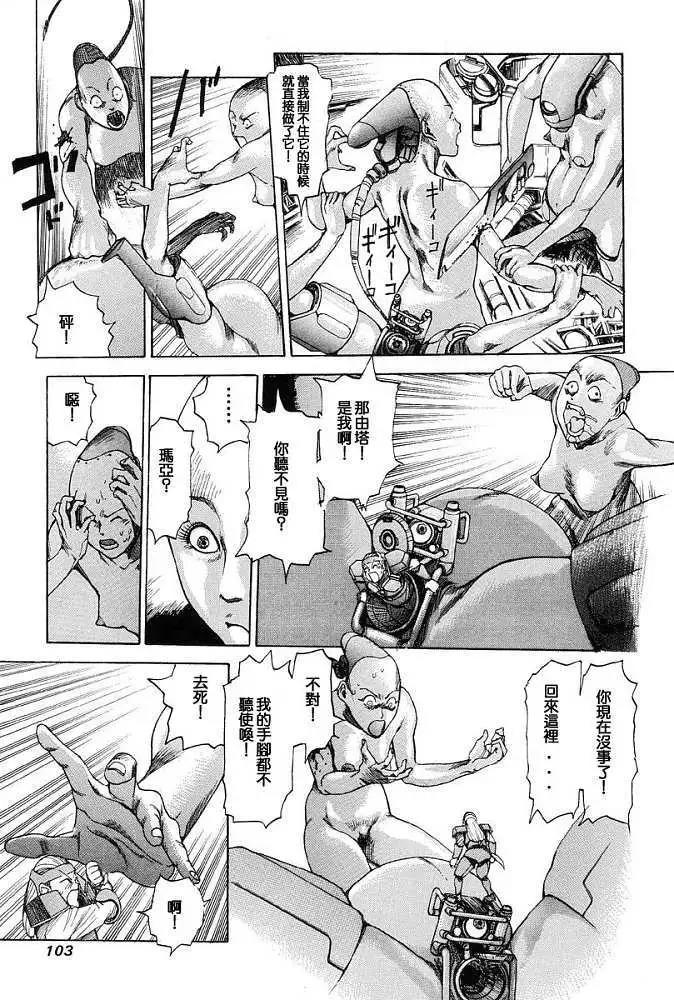 當我制不住它的時候
就直接做了它！
ギィーコ
ギィーコ
ゴゴ
砰！
那由塔！
是我啊！
你聽不見嗎？
……
瑪亞？
噁！
你現在沒事了！
回來這裡
・・・
不對！
我的手腳都不
聽使喚！
去死！
啊！
103